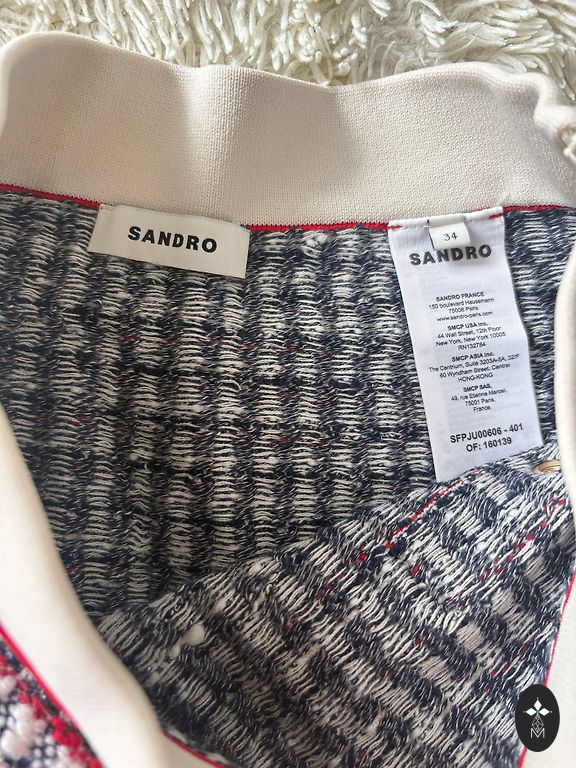 SANDRO
34
SANDRO
SANDRO FRANCE
150 boulevard Haussmann
75008 Paris
www.sandro-paris.com
SMCP USA Inc.
44 Wall Street, 12th Floor
New York, New York 10005
RN132784
SMCP ASIA Inc.
The Centrium, Suite 3203A-5A, 32/F
60 Wyndham Street, Central
HONG-KONG
SMCP SAS,
49, rue Etienne Marcel,
75001 Paris,
France
SFPJU00606 - 401
OF: 160139
M